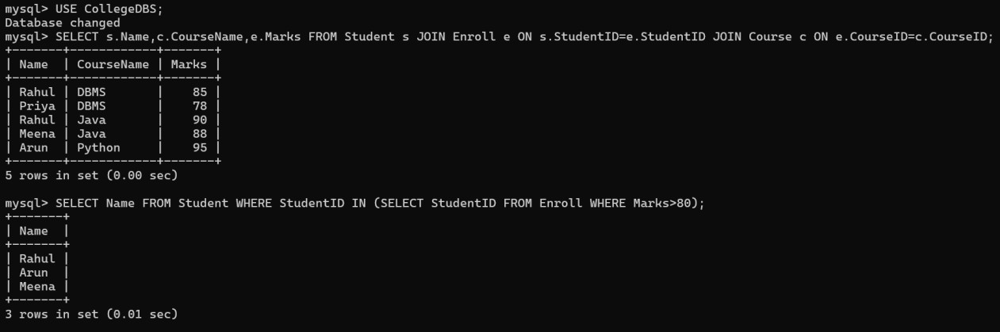 mysql> USE CollegeDBS;
Database changed
mysql> SELECT s.Name,c.CourseName,e.Marks FROM Student s JOIN Enroll e ON s.StudentID=e.StudentID JOIN Course c ON e.CourseID=c.CourseID;
+-------+------------+-------+
| Name  | CourseName | Marks |
+-------+------------+-------+
| Rahul | DBMS       |    85 |
| Priya | DBMS       |    78 |
| Rahul | Java       |    90 |
| Meena | Java       |    88 |
| Arun  | Python     |    95 |
+-------+------------+-------+
5 rows in set (0.00 sec)

mysql> SELECT Name FROM Student WHERE StudentID IN (SELECT StudentID FROM Enroll WHERE Marks>80);
+-------+
| Name  |
+-------+
| Rahul |
| Arun  |
| Meena |
+-------+
3 rows in set (0.01 sec)